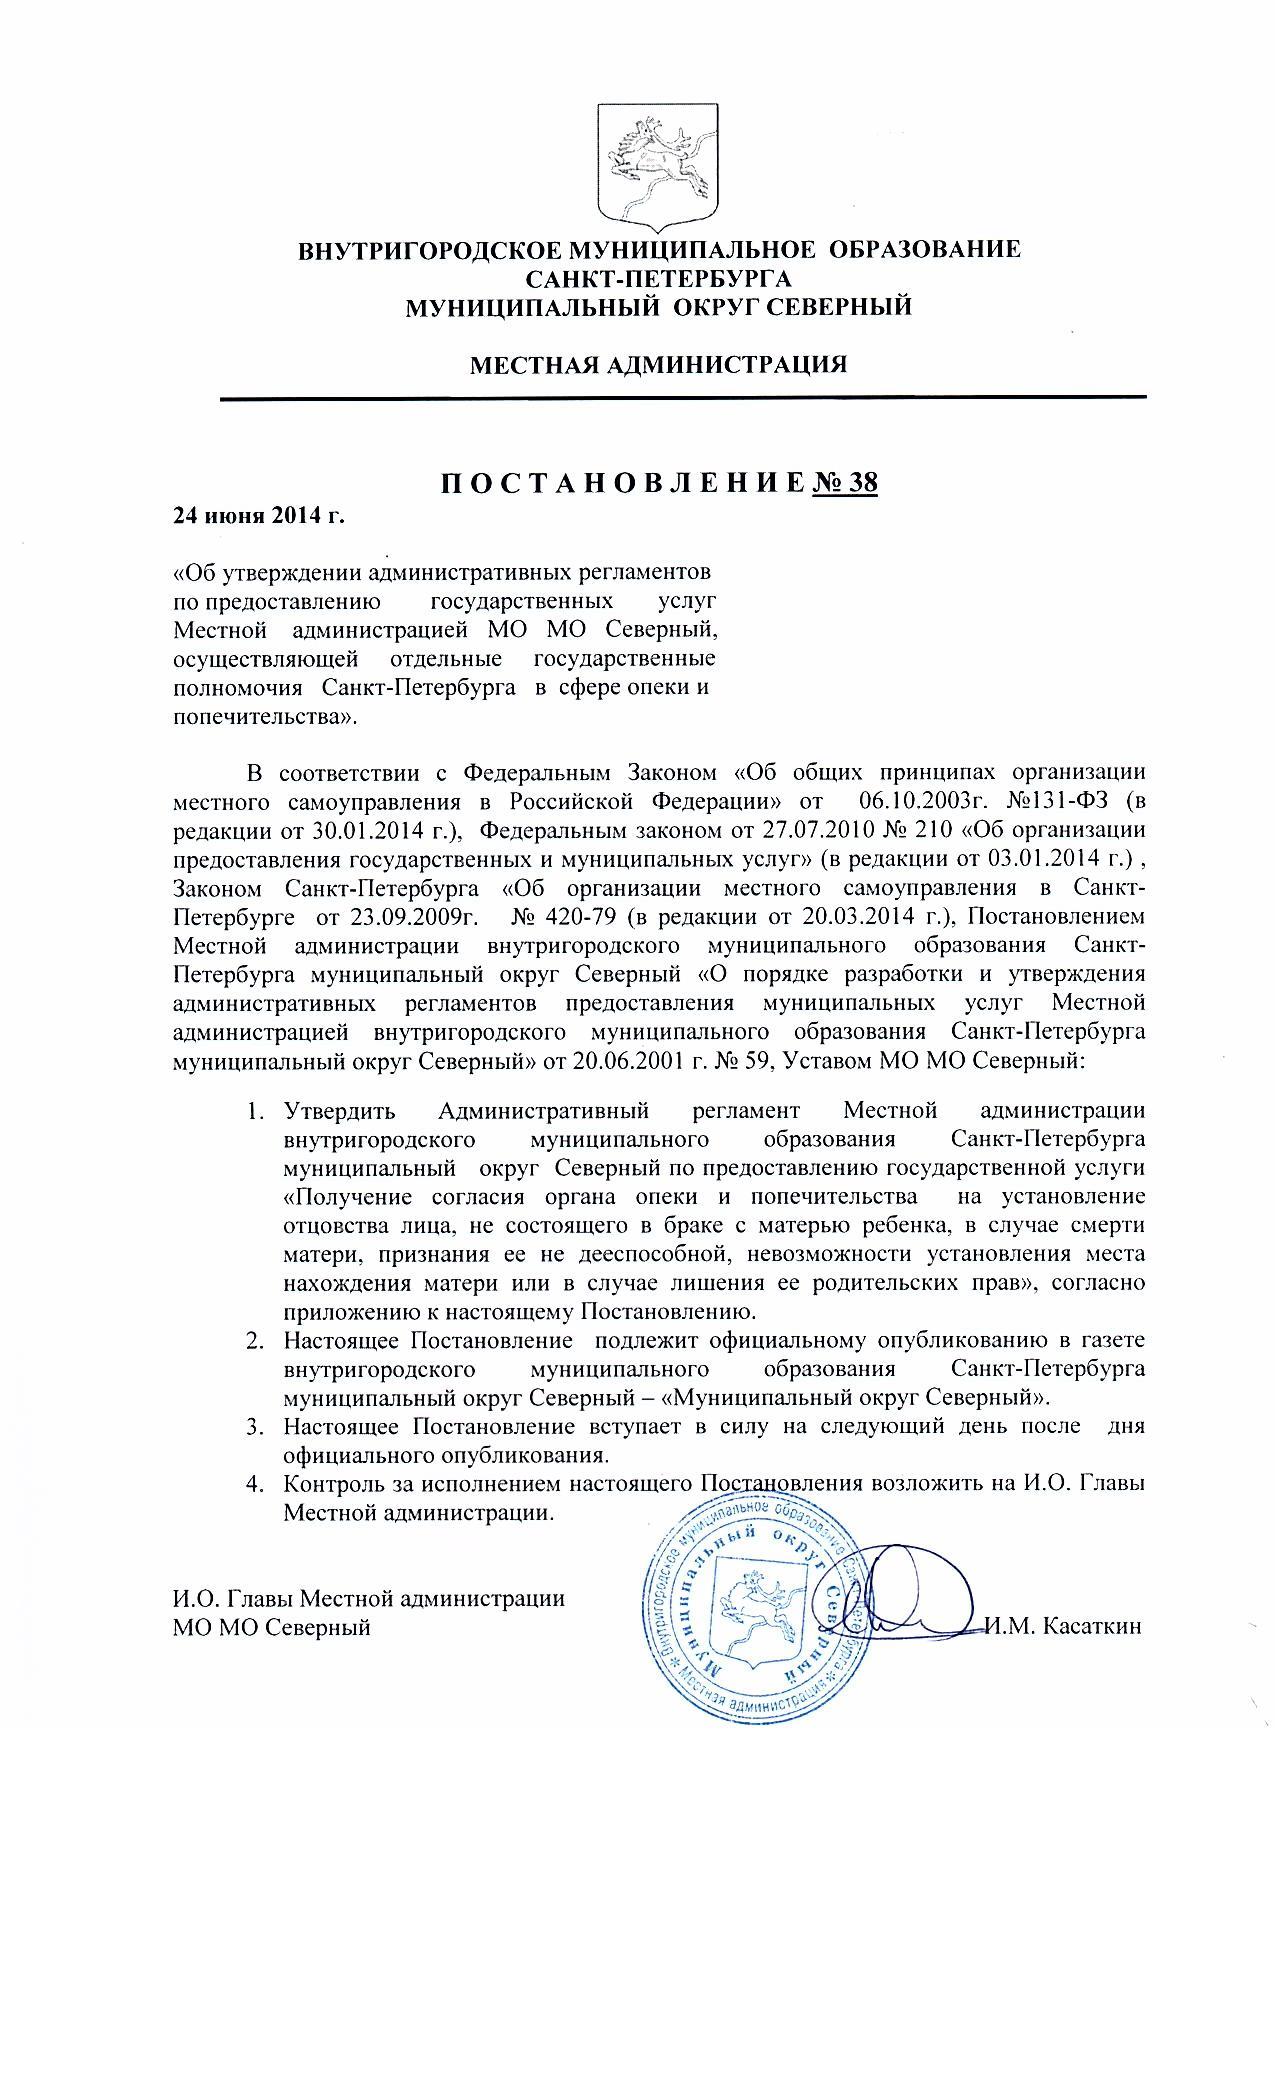 ВНУТРИГОРОДСКОЕ МУНИЦИПАЛЬНОЕ ОБРАЗОВАНИЕ
САНКТ-ПЕТЕРБУРГА
МУНИЦИПАЛЬНЫЙ ОКРУГ СЕВЕРНЫЙ
МЕСТНАЯ АДМИНИСТРАЦИЯ
П О С Т А Н О В Л Е Н И Е № 38
24 июня 2014 г.
«Об утверждении административных регламентов
по предоставлению государственных услуг
Местной администрацией МО МО Северный,
осуществляющей отдельные государственные
полномочия Санкт-Петербурга в сфере опеки и
попечительства».
В соответствии с Федеральным Законом «Об общих принципах организации
местного самоуправления в Российской Федерации» от 06.10.2003г. №131-ФЗ (в
редакции от 30.01.2014 г.), Федеральным законом от 27.07.2010 № 210 «Об организации
предоставления государственных и муниципальных услуг» (в редакции от 03.01.2014 г.) ,
Законом Санкт-Петербурга «Об организации местного самоуправления в Санкт-
Петербурге от 23.09.2009г. № 420-79 (в редакции от 20.03.2014 г.), Постановлением
Местной администрации внутригородского муниципального образования Санкт-
Петербурга муниципальный округ Северный «О порядке разработки и утверждения
административных регламентов предоставления муниципальных услуг Местной
администрацией внутригородского муниципального образования Санкт-Петербурга
муниципальный округ Северный» от 20.06.2001 г. № 59, Уставом МО МО Северный:
1. Утвердить Административный регламент Местной администрации
внутригородского муниципального образования Санкт-Петербурга
муниципальный округ Северный по предоставлению государственной услуги
«Получение согласия органа опеки и попечительства на установление
отцовства лица, не состоящего в браке с матерью ребенка, в случае смерти
матери, признания ее не дееспособной, невозможности установления места
нахождения матери или в случае лишения ее родительских прав», согласно
приложению к настоящему Постановлению.
2. Настоящее Постановление подлежит официальному опубликованию в газете
внутригородского муниципального образования Санкт-Петербурга
муниципальный округ Северный – «Муниципальный округ Северный».
3. Настоящее Постановление вступает в силу на следующий день после дня
официального опубликования.
4. Контроль за исполнением настоящего Постановления возложить на И.О. Главы
Местной администрации.
И.О. Главы Местной администрации
МО МО Северный
И.М. Касаткин
Внутригородское муниципальное образование Санкт-Петербурга
* Местная администрация *
Муниципальный округ Северный